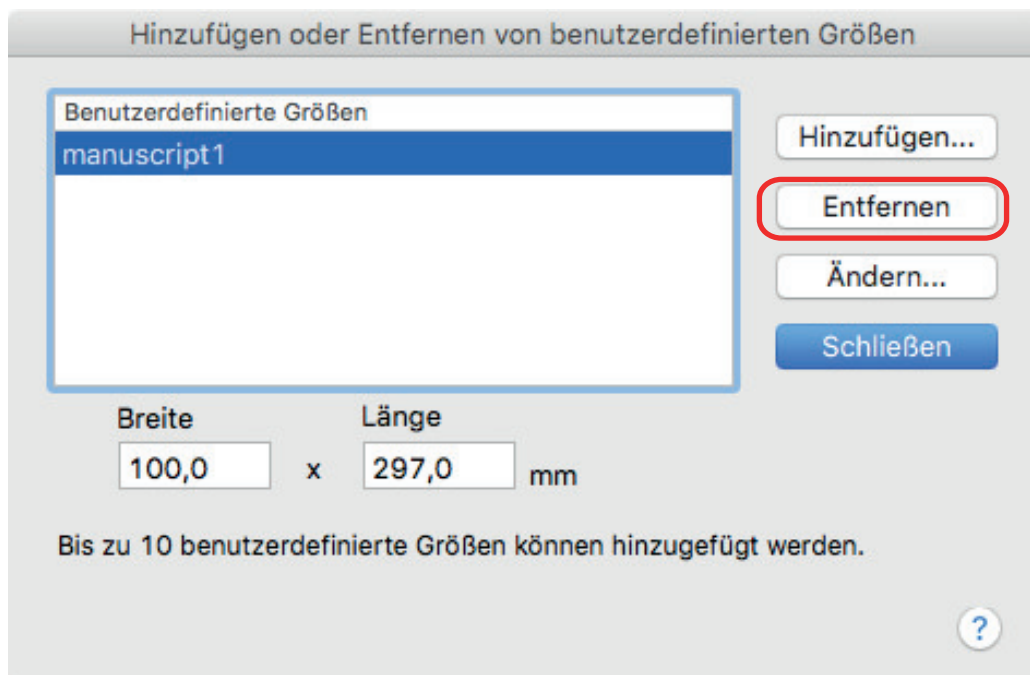 Hinzufügen oder Entfernen von benutzerdefinierten Größen
Benutzerdefinierte Größen
manuscript1
Hinzufügen...
Entfernen
Ändern...
Schließen
Breite Länge
100,0 x 297,0 mm
Bis zu 10 benutzerdefinierte Größen können hinzugefügt werden.
?